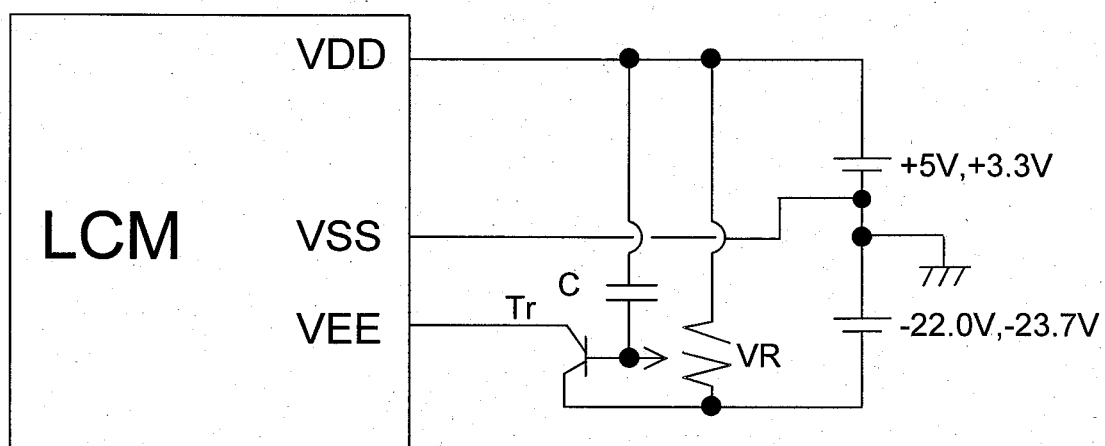 VDD
+5V,+3.3V
LCM
VSS
C
Tr
VEE
-22.0V,-23.7V
VR